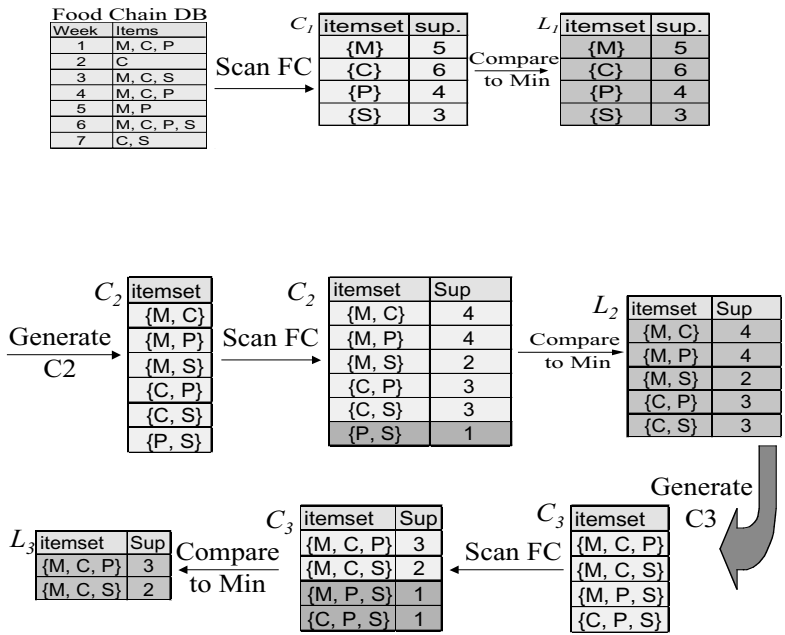 Food Chain DB
Week Items
1 M, C, P
2 C
3 M, C, S
4 M, C, P
5 M, P
6 M, C, P, S
7 C, S
Scan FC
C1
itemset sup.
{M} 5
{C} 6
{P} 4
{S} 3
Compare
to Min
L1
itemset sup.
{M} 5
{C} 6
{P} 4
{S} 3
Generate
C2
C2
itemset
{M, C}
{M, P}
{M, S}
{C, P}
{C, S}
{P, S}
Scan FC
C2
itemset Sup
{M, C} 4
{M, P} 4
{M, S} 2
{C, P} 3
{C, S} 3
{P, S} 1
Compare
to Min
L2
itemset Sup
{M, C} 4
{M, P} 4
{M, S} 2
{C, P} 3
{C, S} 3
Generate
C3
C3
itemset
{M, C, P}
{M, C, S}
{M, P, S}
{C, P, S}
Scan FC
C3
itemset Sup
{M, C, P} 3
{M, C, S} 2
{M, P, S} 1
{C, P, S} 1
Compare
to Min
L3
itemset Sup
{M, C, P} 3
{M, C, S} 2